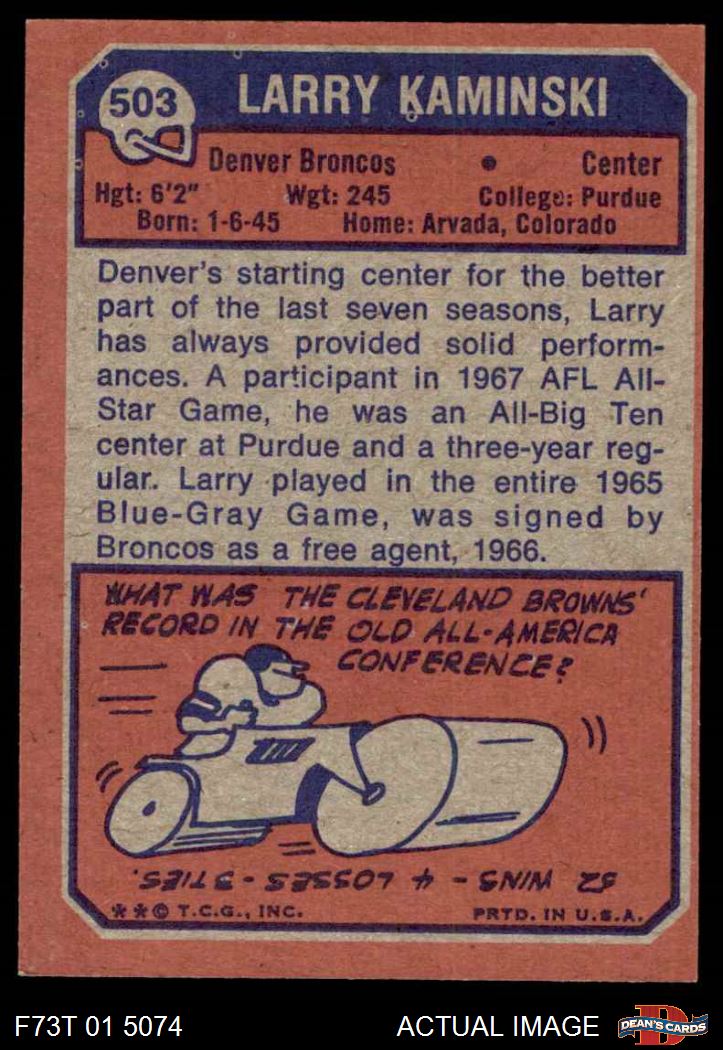 503
LARRY KAMINSKI
Denver Broncos • Center
Hgt: 6'2" Wgt: 245 College: Purdue
Born: 1-6-45 Home: Arvada, Colorado
Denver's starting center for the better
part of the last seven seasons, Larry
has always provided solid perform-
ances. A participant in 1967 AFL All-
Star Game, he was an All-Big Ten
center at Purdue and a three-year reg-
ular. Larry played in the entire 1965
Blue-Gray Game, was signed by
Broncos as a free agent, 1966.
WHAT WAS THE CLEVELAND BROWNS'
RECORD IN THE OLD ALL-AMERICA
CONFERENCE?
52 WINS - 4 LOSSES - 3 TIES.
** © T.C.G., INC. PRTD. IN U.S.A.
F73T 01 5074 ACTUAL IMAGE
D
DEAN'S CARDS